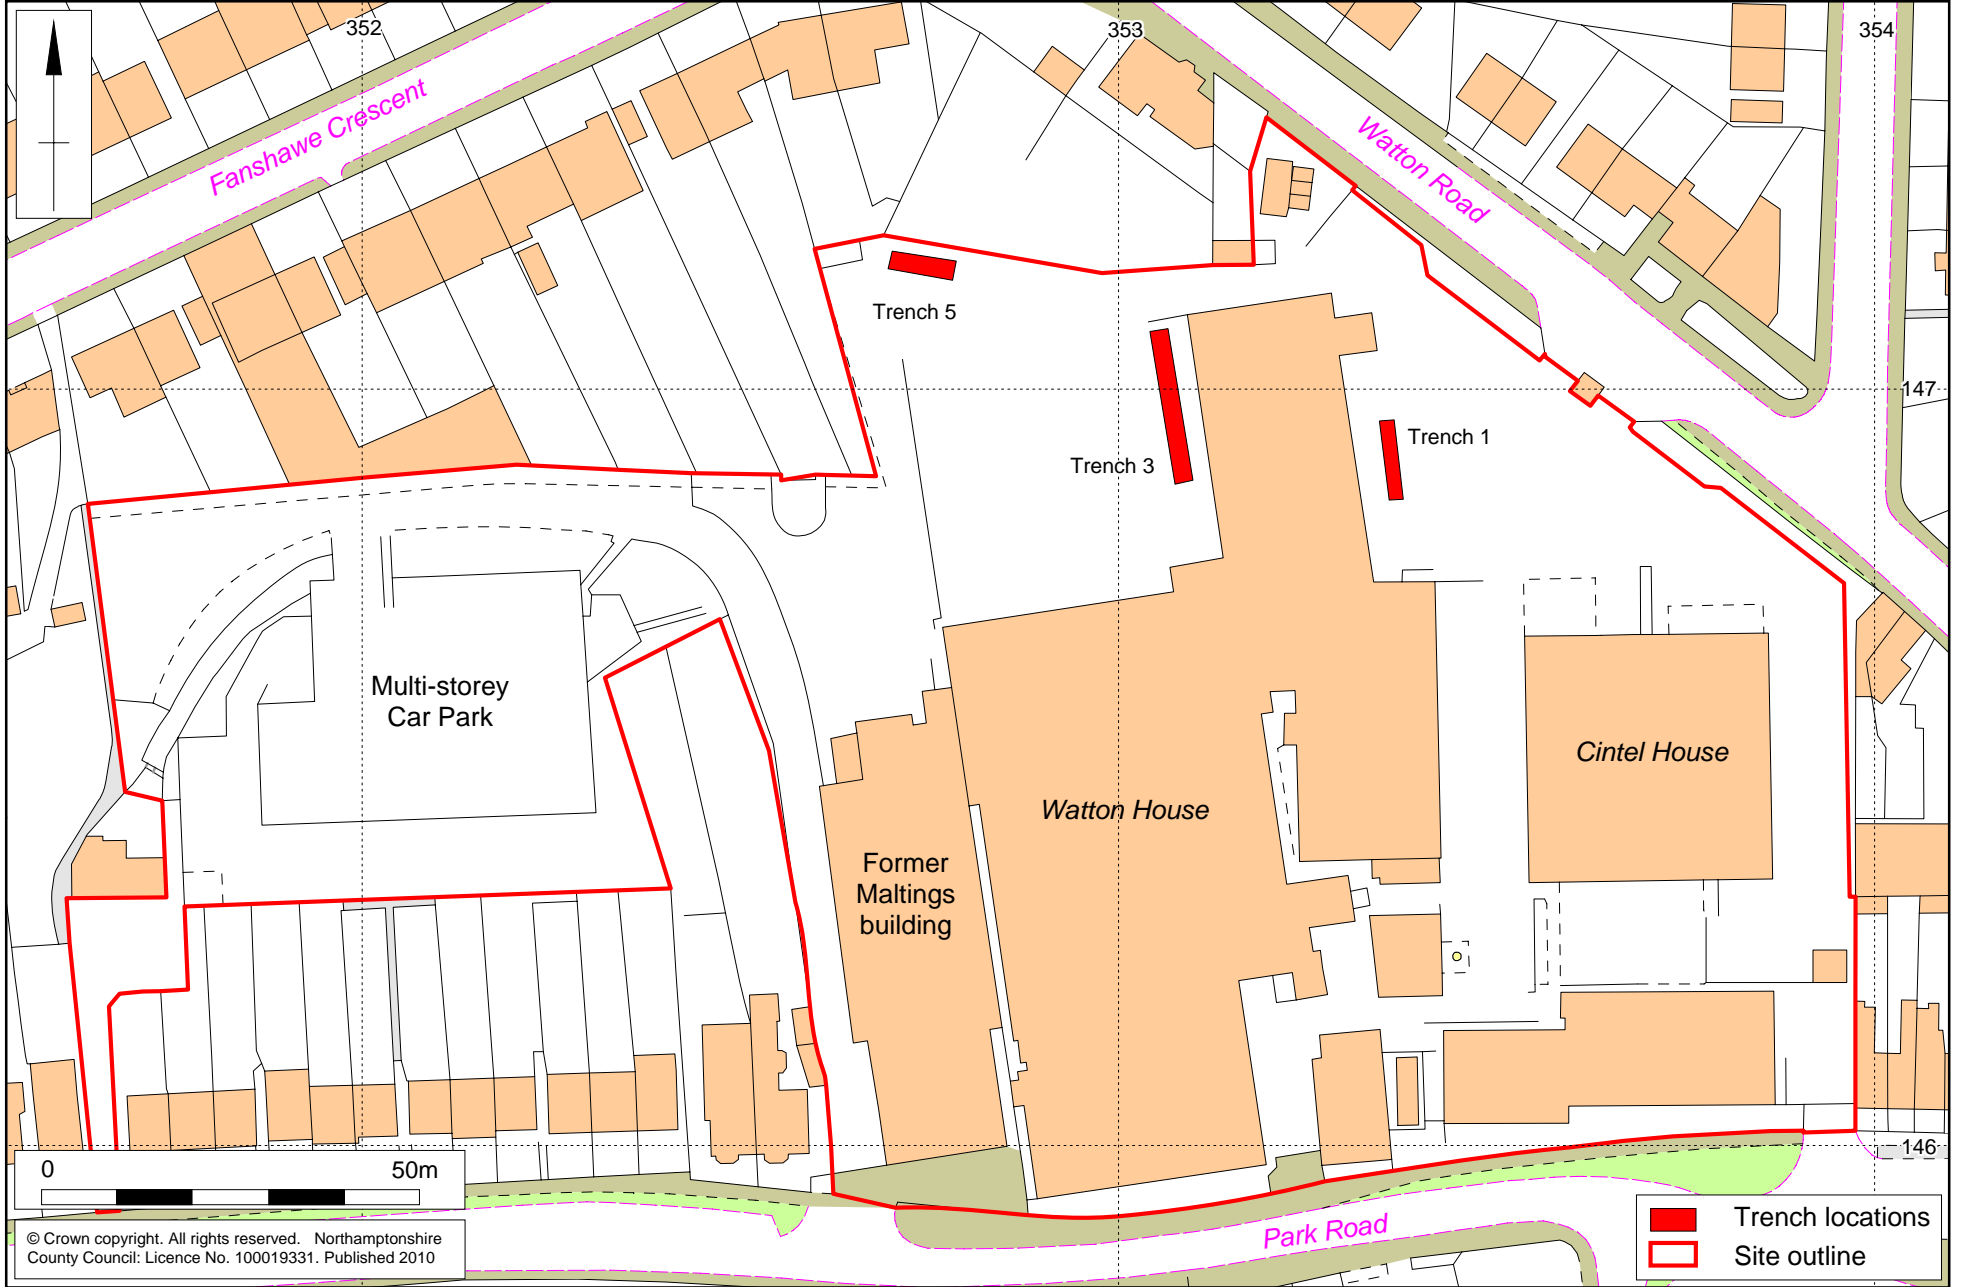 352
353
354
Fanshawe Crescent
Watton Road
Trench 5
147
Trench 1
Trench 3
Multi-storey
Car Park
Cintel House
Watton House
Former
Maltings
building
146
0
50m
Park Road
Trench locations
Site outline
© Crown copyright. All rights reserved. Northamptonshire
County Council: Licence No. 100019331. Published 2010